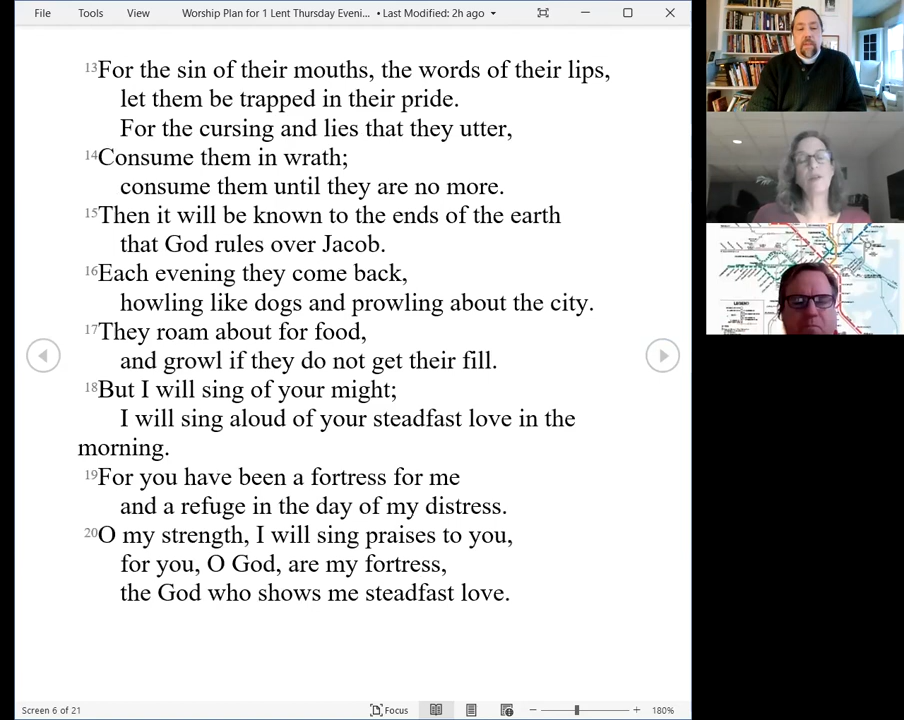 File Tools View Worship Plan for 1 Lent Thursday Eveni... • Last Modified: 2h ago
13For the sin of their mouths, the words of their lips,
let them be trapped in their pride.
For the cursing and lies that they utter,
14Consume them in wrath;
consume them until they are no more.
15Then it will be known to the ends of the earth
that God rules over Jacob.
16Each evening they come back,
howling like dogs and prowling about the city.
17They roam about for food,
and growl if they do not get their fill.
18But I will sing of your might;
I will sing aloud of your steadfast love in the
morning.
19For you have been a fortress for me
and a refuge in the day of my distress.
20O my strength, I will sing praises to you,
for you, O God, are my fortress,
the God who shows me steadfast love.
Screen 6 of 21 Focus 180%
LEGEND